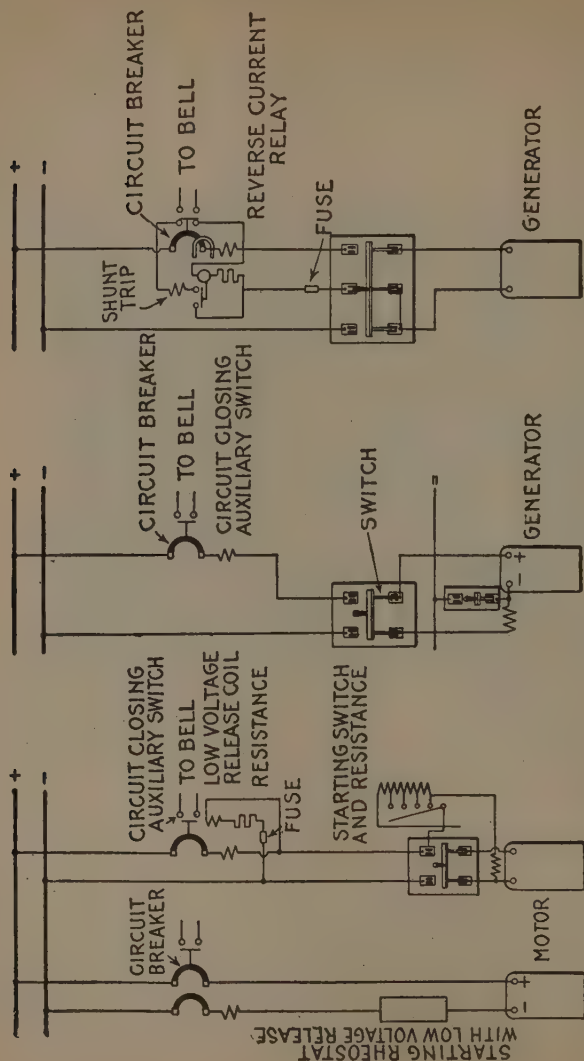 +
-
CIRCUIT
BREAKER
STARTING RHEOSTAT
WITH LOW VOLTAGE RELEASE
-
+
MOTOR
+
-
CIRCUIT CLOSING
AUXILIARY SWITCH
TO BELL
LOW VOLTAGE
RELEASE COIL
RESISTANCE
FUSE
STARTING SWITCH
AND RESISTANCE
+
-
CIRCUIT BREAKER
TO BELL
CIRCUIT CLOSING
AUXILIARY SWITCH
SWITCH
=
-
+
GENERATOR
+
-
CIRCUIT BREAKER
TO BELL
SHUNT
TRIP
REVERSE CURRENT
RELAY
FUSE
GENERATOR